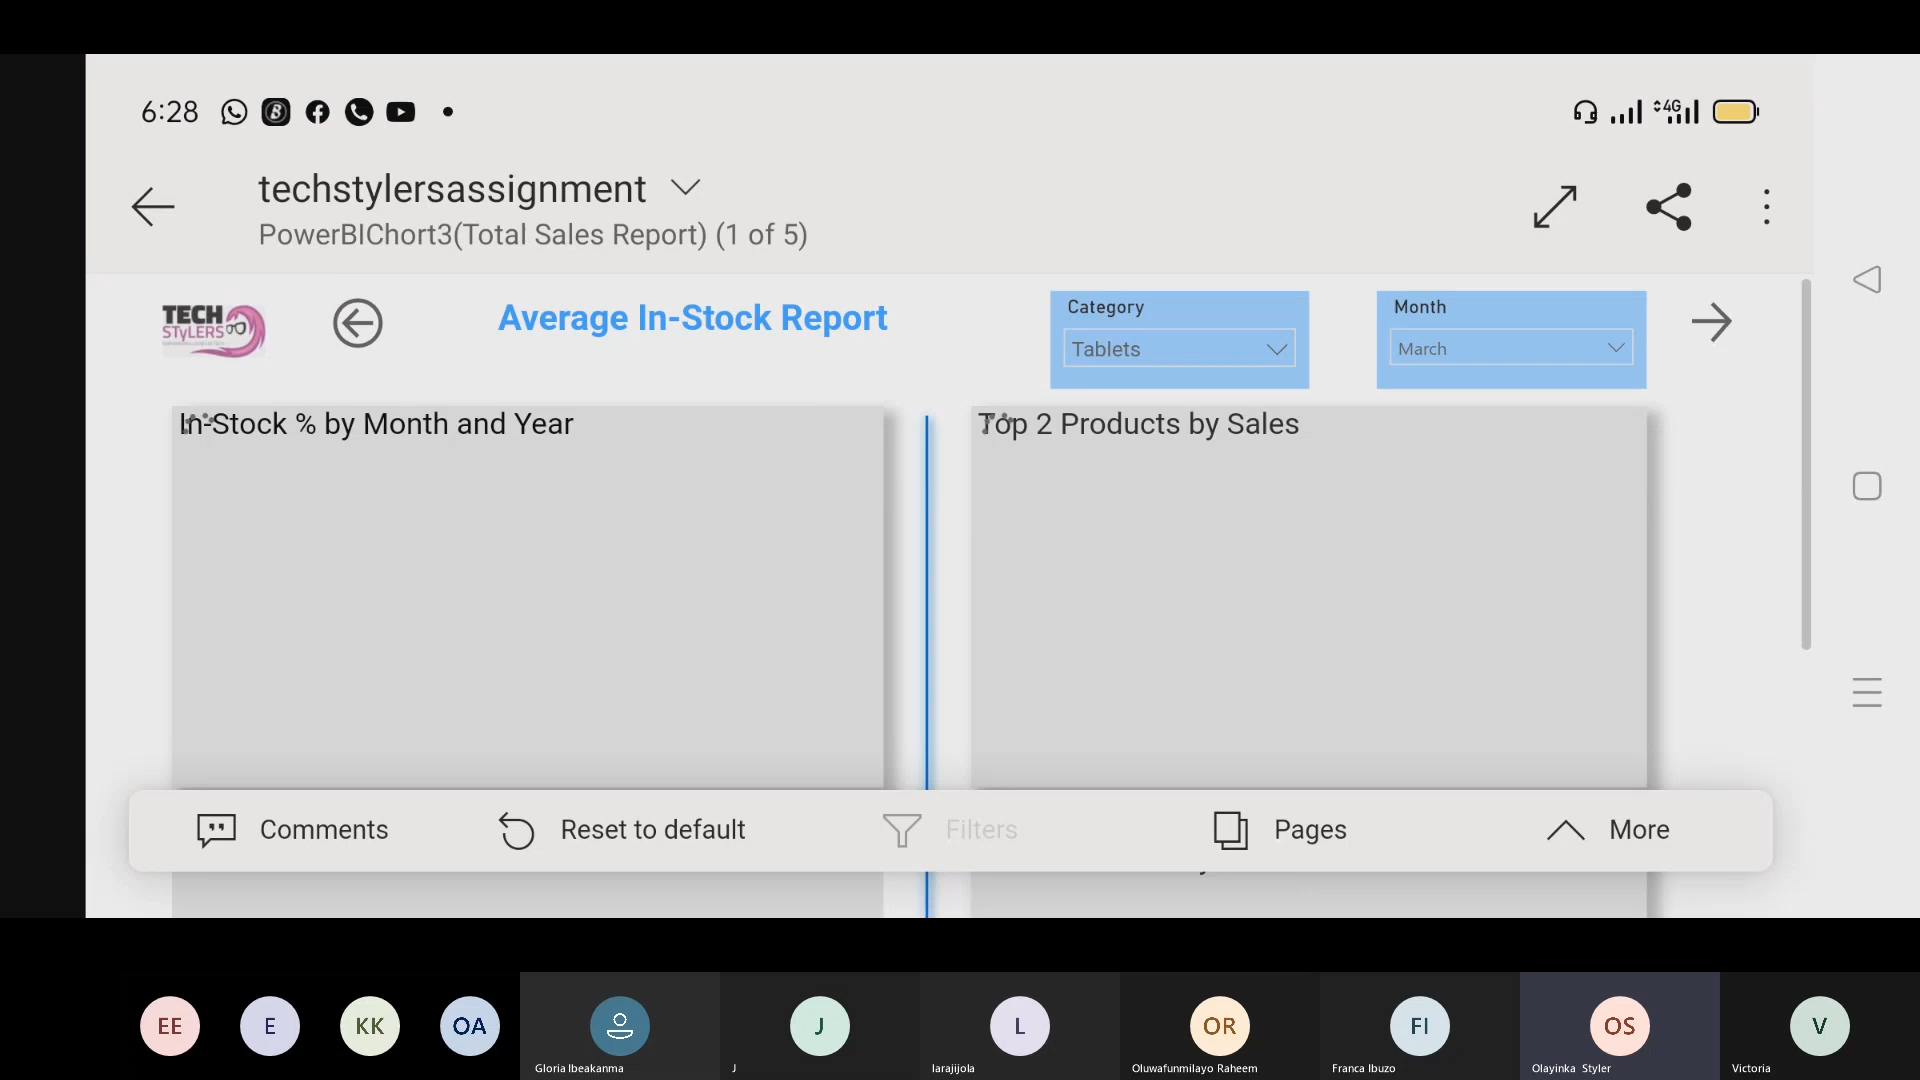 6:28
4G
techstylersassignment
PowerBIChort3(Total Sales Report) (1 of 5)
TECH
STYLERS
Average In-Stock Report
Category
Tablets
Month
March
In-Stock % by Month and Year
Top 2 Products by Sales
Comments
Reset to default
Filters
Pages
More
EE
E
KK
OA
J
L
OR
FI
OS
V
Gloria Ibeakanma
J
larajijola
Oluwafunmilayo Raheem
Franca Ibuzo
Olayinka Styler
Victoria